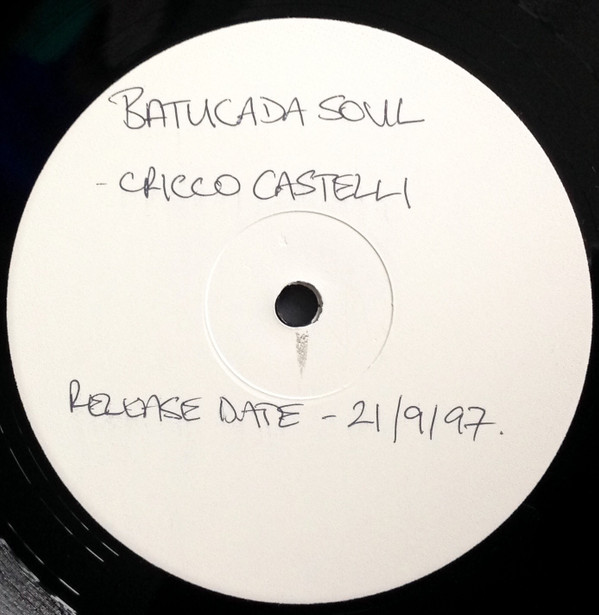 BATUCADA SOUL
- CRICCO CASTELLI
RELEASE DATE - 21/9/97.